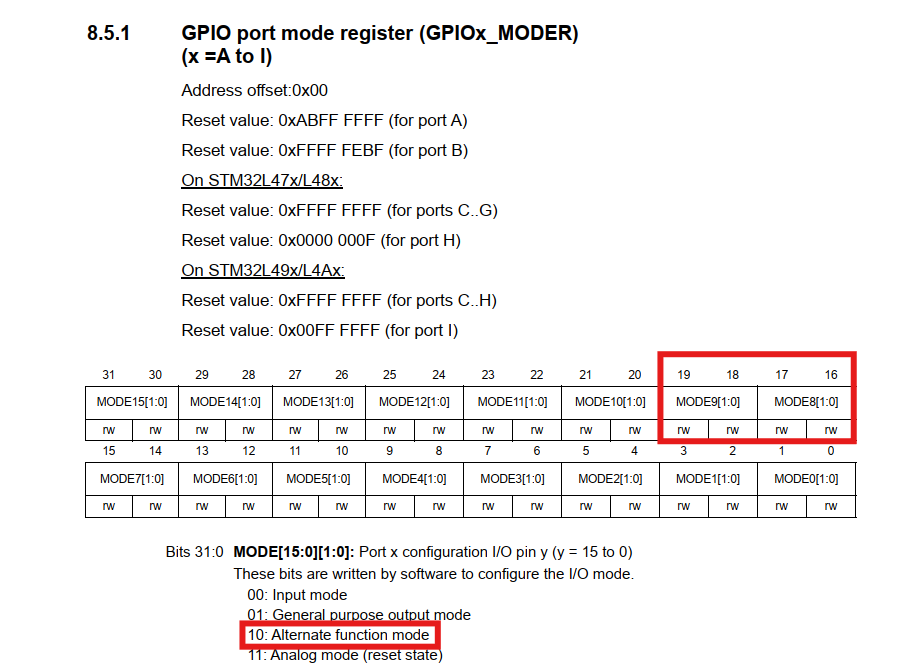 8.5.1 GPIO port mode register (GPIOx_MODER)
(x =A to I)
Address offset:0x00
Reset value: 0xABFF FFFF (for port A)
Reset value: 0xFFFF FEBF (for port B)
On STM32L47x/L48x:
Reset value: 0xFFFF FFFF (for ports C..G)
Reset value: 0x0000 000F (for port H)
On STM32L49x/L4Ax:
Reset value: 0xFFFF FFFF (for ports C..H)
Reset value: 0x00FF FFFF (for port I)
31 30 29 28 27 26 25 24 23 22 21 20 19 18 17 16
MODE15[1:0] MODE14[1:0] MODE13[1:0] MODE12[1:0] MODE11[1:0] MODE10[1:0] MODE9[1:0] MODE8[1:0]
rw rw rw rw rw rw rw rw rw rw rw rw rw rw rw rw
15 14 13 12 11 10 9 8 7 6 5 4 3 2 1 0
MODE7[1:0] MODE6[1:0] MODE5[1:0] MODE4[1:0] MODE3[1:0] MODE2[1:0] MODE1[1:0] MODE0[1:0]
rw rw rw rw rw rw rw rw rw rw rw rw rw rw rw rw
Bits 31:0 MODE[15:0][1:0]: Port x configuration I/O pin y (y = 15 to 0)
These bits are written by software to configure the I/O mode.
00: Input mode
01: General purpose output mode
10: Alternate function mode
11: Analog mode (reset state)